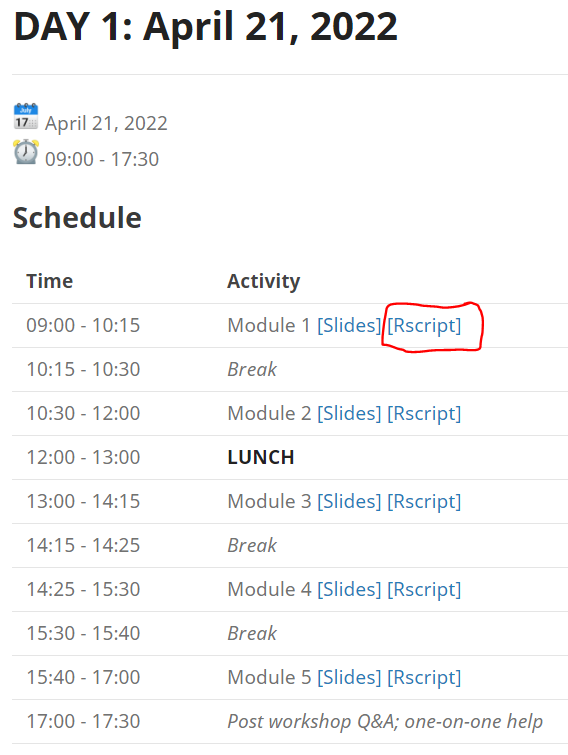 DAY 1: April 21, 2022
July
17
April 21, 2022
09:00 - 17:30
Schedule
Time Activity
09:00 - 10:15 Module 1 [Slides] [Rscript]
10:15 - 10:30 Break
10:30 - 12:00 Module 2 [Slides] [Rscript]
12:00 - 13:00 LUNCH
13:00 - 14:15 Module 3 [Slides] [Rscript]
14:15 - 14:25 Break
14:25 - 15:30 Module 4 [Slides] [Rscript]
15:30 - 15:40 Break
15:40 - 17:00 Module 5 [Slides] [Rscript]
17:00 - 17:30 Post workshop Q&A; one-on-one help